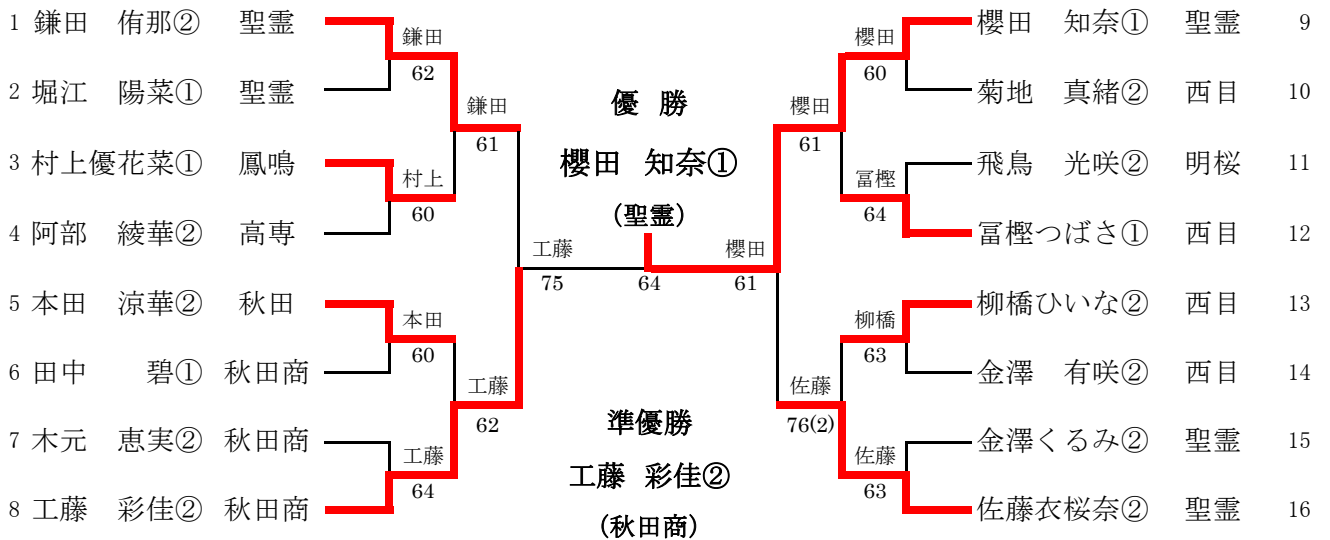 1 鎌田 侑那② 聖霊
2 堀江 陽菜① 聖霊
3 村上優花菜① 鳳鳴
4 阿部 綾華② 高専
5 本田 涼華② 秋田
6 田中 碧① 秋田商
7 木元 恵実② 秋田商
8 工藤 彩佳② 秋田商
鎌田
62
村上
60
本田
60
工藤
64
鎌田
61
工藤
62
工藤
75
優 勝
櫻田 知奈①
(聖霊)
64
準優勝
工藤 彩佳②
(秋田商)
櫻田
61
櫻田
61
佐藤
76(2)
櫻田
60
冨樫
64
柳橋
63
佐藤
63
櫻田 知奈① 聖霊 9
菊地 真緒② 西目 10
飛鳥 光咲② 明桜 11
冨樫つばさ① 西目 12
柳橋ひいな② 西目 13
金澤 有咲② 西目 14
金澤くるみ② 聖霊 15
佐藤衣桜奈② 聖霊 16